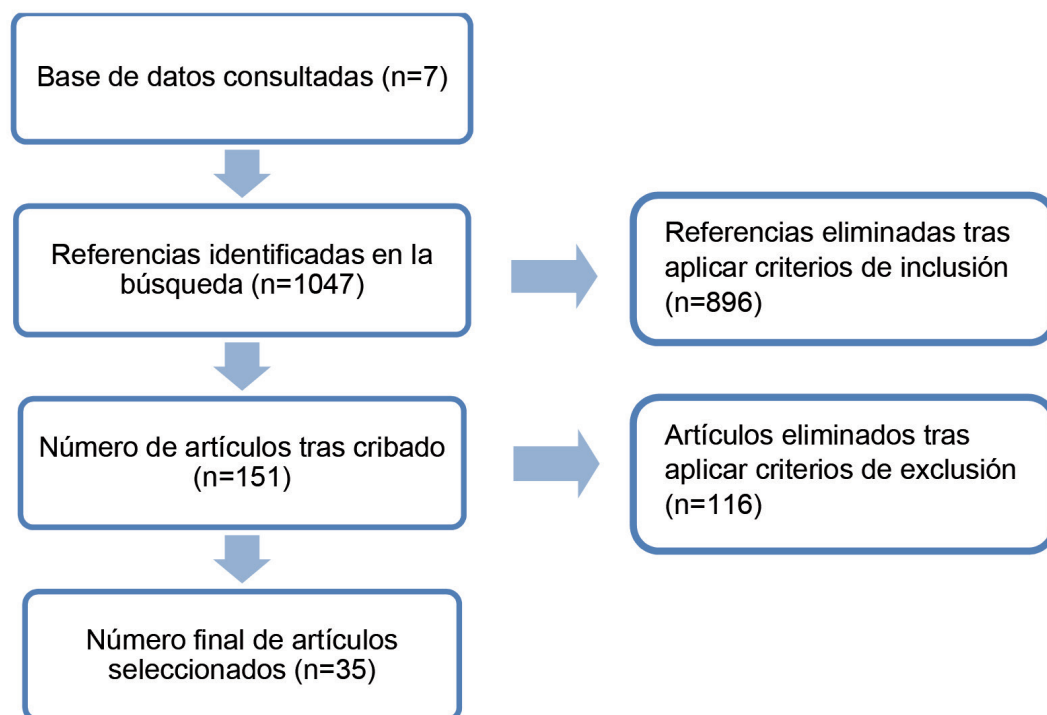 Base de datos consultadas (n=7)
Referencias identificadas en la
búsqueda (n=1047)
Referencias eliminadas tras
aplicar criterios de inclusión
(n=896)
Número de artículos tras cribado
(n=151)
Artículos eliminados tras
aplicar criterios de exclusión
(n=116)
Número final de artículos
seleccionados (n=35)